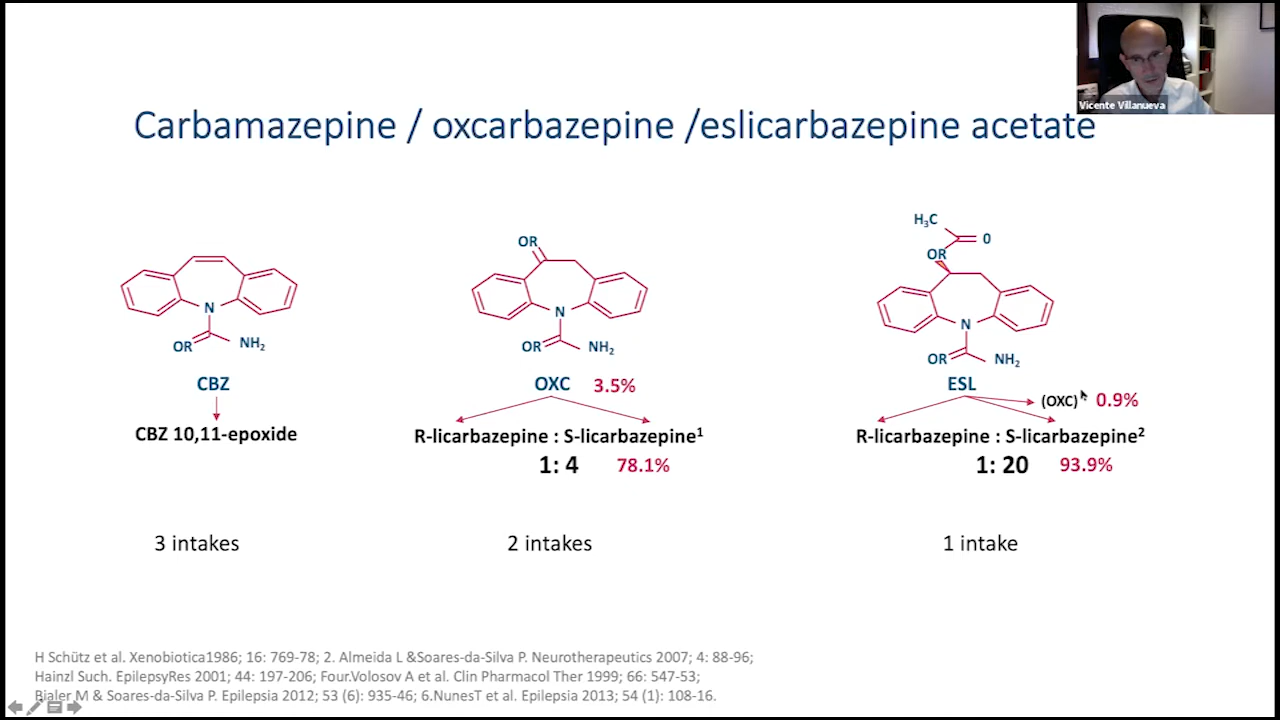 Vicente Villanueva
Carbamazepine / oxcarbazepine /eslicarbazepine acetate
N
OR
NH₂
CBZ
CBZ 10,11-epoxide
3 intakes
OR
N
OR
NH₂
OXC 3.5%
R-licarbazepine : S-licarbazepine¹
1: 4 78.1%
2 intakes
H₃C
0
OR
N
OR
NH₂
ESL
(OXC) 0.9%
R-licarbazepine : S-licarbazepine²
1: 20 93.9%
1 intake
H Schütz et al. Xenobiotica1986; 16: 769-78; 2. Almeida L &Soares-da-Silva P. Neurotherapeutics 2007; 4: 88-96;
Hainzl Such. EpilepsyRes 2001; 44: 197-206; Four.Volosov A et al. Clin Pharmacol Ther 1999; 66: 547-53;
Bialer M & Soares-da-Silva P. Epilepsia 2012; 53 (6): 935-46; 6.NunesT et al. Epilepsia 2013; 54 (1): 108-16.